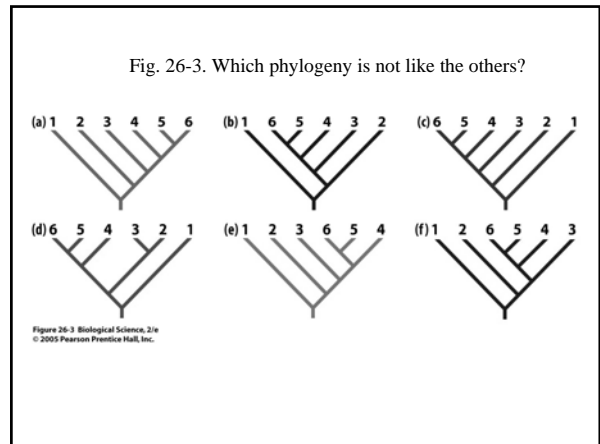 Fig. 26-3. Which phylogeny is not like the others?
(a) 1 2 3 4 5 6 (b) 1 6 5 4 3 2 (c) 6 5 4 3 2 1
(d) 6 5 4 3 2 1 (e) 1 2 3 6 5 4 (f) 1 2 6 5 4 3
Figure 26-3 Biological Science, 2/e
© 2005 Pearson Prentice Hall, Inc.